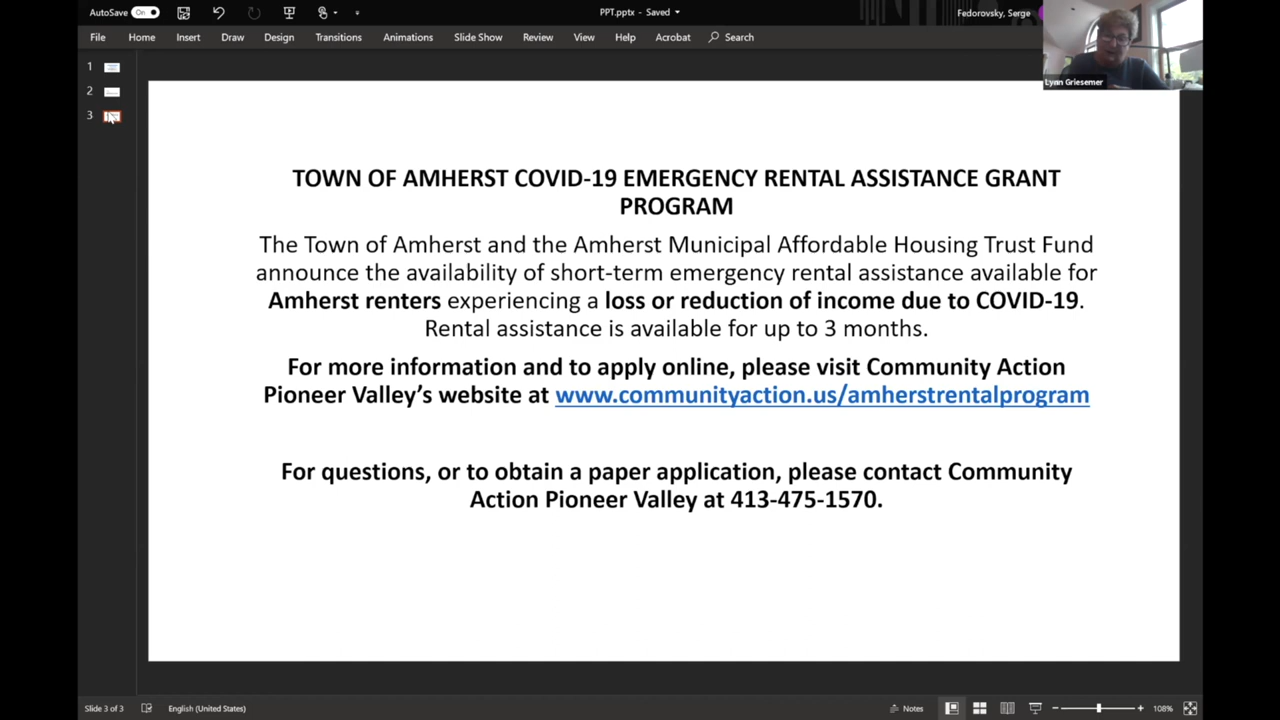 AutoSave On PPT.pptx - Saved Fedorovsky, Serge
File Home Insert Draw Design Transitions Animations Slide Show Review View Help Acrobat Search
Lynn Griesemer
1
2
3
TOWN OF AMHERST COVID-19 EMERGENCY RENTAL ASSISTANCE GRANT
PROGRAM
The Town of Amherst and the Amherst Municipal Affordable Housing Trust Fund
announce the availability of short-term emergency rental assistance available for
Amherst renters experiencing a loss or reduction of income due to COVID-19.
Rental assistance is available for up to 3 months.
For more information and to apply online, please visit Community Action
Pioneer Valley’s website at www.communityaction.us/amherstrentalprogram
For questions, or to obtain a paper application, please contact Community
Action Pioneer Valley at 413-475-1570.
Slide 3 of 3 English (United States) Notes 108%